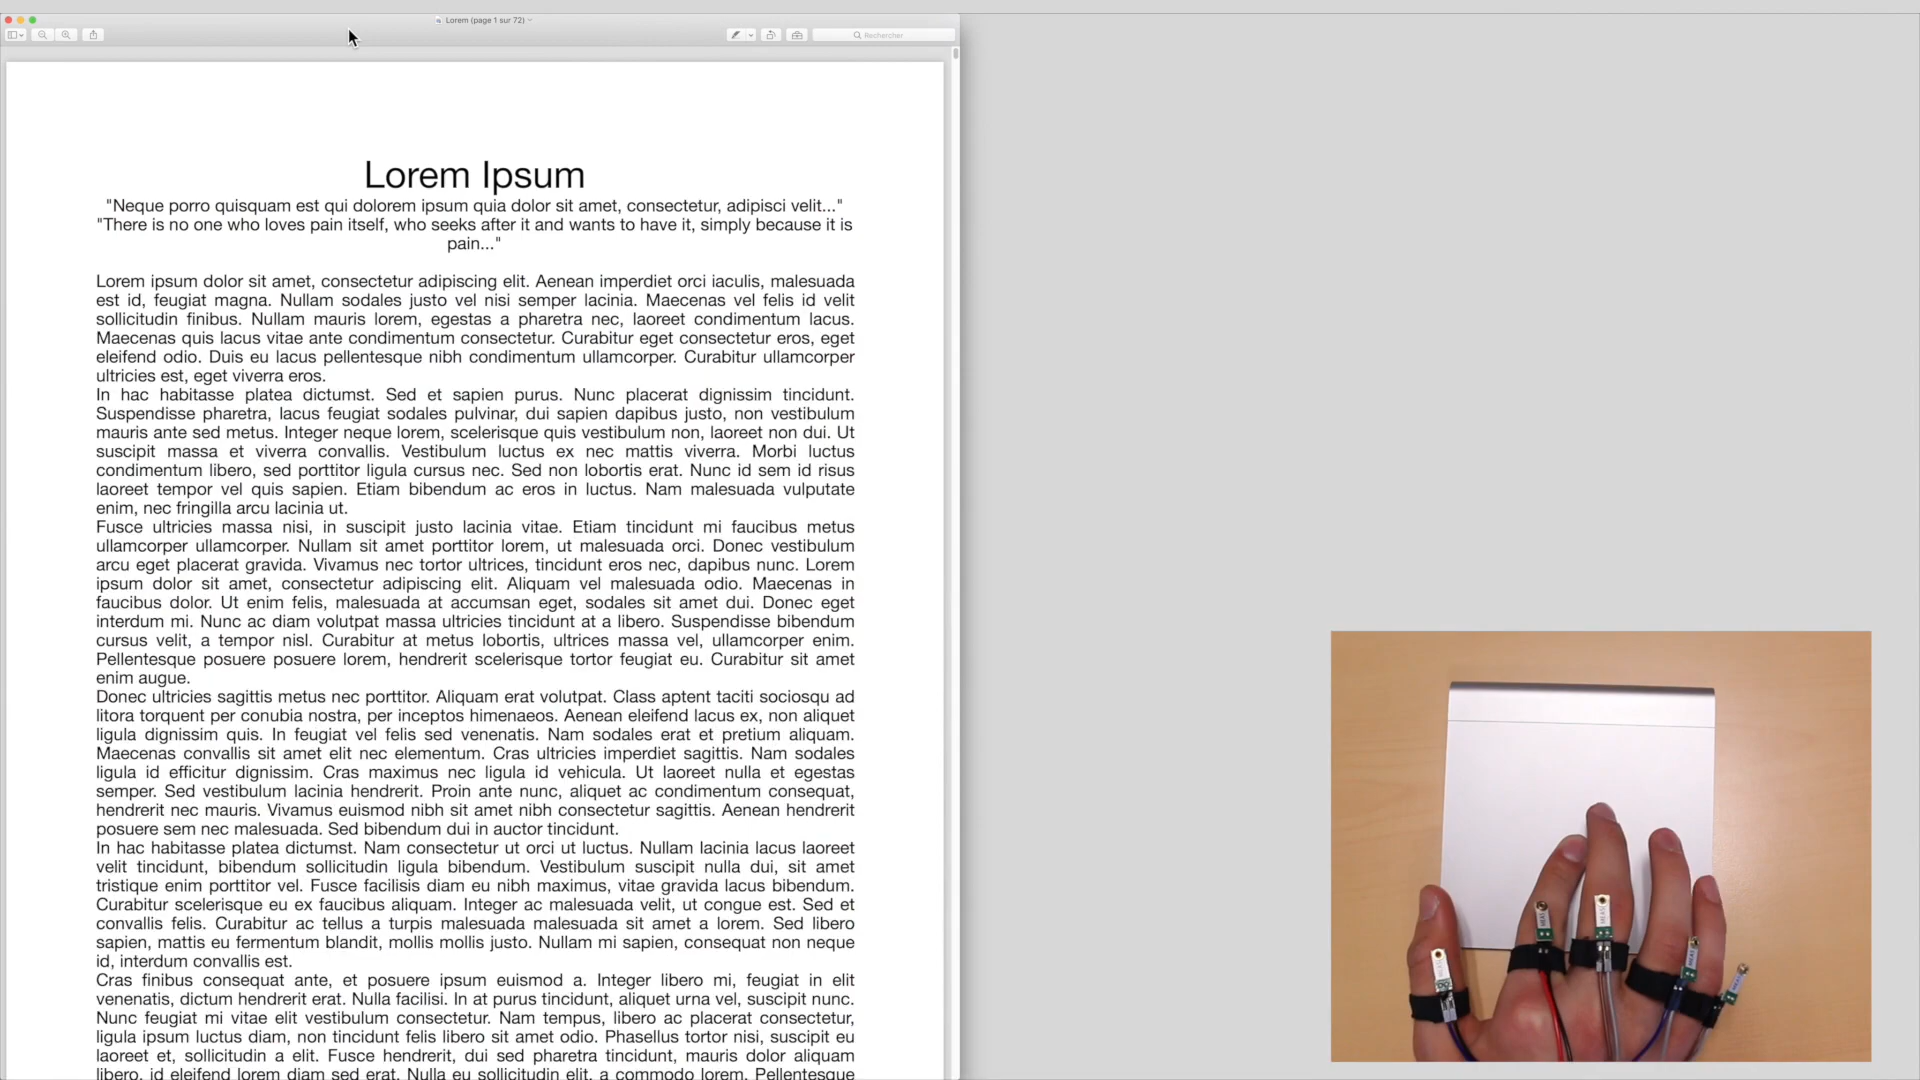 Lorem (page 1 sur 72)
Rechercher
Lorem Ipsum
"Neque porro quisquam est qui dolorem ipsum quia dolor sit amet, consectetur, adipisci velit..."
"There is no one who loves pain itself, who seeks after it and wants to have it, simply because it is
pain..."
Lorem ipsum dolor sit amet, consectetur adipiscing elit. Aenean imperdiet orci iaculis, malesuada
est id, feugiat magna. Nullam sodales justo vel nisi semper lacinia. Maecenas vel felis id velit
sollicitudin finibus. Nullam mauris lorem, egestas a pharetra nec, laoreet condimentum lacus.
Maecenas quis lacus vitae ante condimentum consectetur. Curabitur eget consectetur eros, eget
eleifend odio. Duis eu lacus pellentesque nibh condimentum ullamcorper. Curabitur ullamcorper
ultricies est, eget viverra eros.
In hac habitasse platea dictumst. Sed et sapien purus. Nunc placerat dignissim tincidunt.
Suspendisse pharetra, lacus feugiat sodales pulvinar, dui sapien dapibus justo, non vestibulum
mauris ante sed metus. Integer neque lorem, scelerisque quis vestibulum non, laoreet non dui. Ut
suscipit massa et viverra convallis. Vestibulum luctus ex nec mattis viverra. Morbi luctus
condimentum libero, sed porttitor ligula cursus nec. Sed non lobortis erat. Nunc id sem id risus
laoreet tempor vel quis sapien. Etiam bibendum ac eros in luctus. Nam malesuada vulputate
enim, nec fringilla arcu lacinia ut.
Fusce ultricies massa nisi, in suscipit justo lacinia vitae. Etiam tincidunt mi faucibus metus
ullamcorper ullamcorper. Nullam sit amet porttitor lorem, ut malesuada orci. Donec vestibulum
arcu eget placerat gravida. Vivamus nec tortor ultrices, tincidunt eros nec, dapibus nunc. Lorem
ipsum dolor sit amet, consectetur adipiscing elit. Aliquam vel malesuada odio. Maecenas in
faucibus dolor. Ut enim felis, malesuada at accumsan eget, sodales sit amet dui. Donec eget
interdum mi. Nunc ac diam volutpat massa ultricies tincidunt at a libero. Suspendisse bibendum
cursus velit, a tempor nisl. Curabitur at metus lobortis, ultrices massa vel, ullamcorper enim.
Pellentesque posuere posuere lorem, hendrerit scelerisque tortor feugiat eu. Curabitur sit amet
enim augue.
Donec ultricies sagittis metus nec porttitor. Aliquam erat volutpat. Class aptent taciti sociosqu ad
litora torquent per conubia nostra, per inceptos himenaeos. Aenean eleifend lacus ex, non aliquet
ligula dignissim quis. In feugiat vel felis sed venenatis. Nam sodales erat et pretium aliquam.
Maecenas convallis sit amet elit nec elementum. Cras ultricies imperdiet sagittis. Nam sodales
ligula id efficitur dignissim. Cras maximus nec ligula id vehicula. Ut laoreet nulla et egestas
semper. Sed vestibulum lacinia hendrerit. Proin ante nunc, aliquet ac condimentum consequat,
hendrerit nec mauris. Vivamus euismod nibh sit amet nibh consectetur sagittis. Aenean hendrerit
posuere sem nec malesuada. Sed bibendum dui in auctor tincidunt.
In hac habitasse platea dictumst. Nam consectetur ut orci ut luctus. Nullam lacinia lacus laoreet
velit tincidunt, bibendum sollicitudin ligula bibendum. Vestibulum suscipit nulla dui, sit amet
tristique enim porttitor vel. Fusce facilisis diam eu nibh maximus, vitae gravida lacus bibendum.
Curabitur scelerisque eu ex faucibus aliquam. Integer ac malesuada velit, ut congue est. Sed et
convallis felis. Curabitur ac tellus a turpis malesuada malesuada sit amet a lorem. Sed libero
sapien, mattis eu fermentum blandit, mollis mollis justo. Nullam mi sapien, consequat non neque
id, interdum convallis est.
Cras finibus consequat ante, et posuere ipsum euismod a. Integer libero mi, feugiat in elit
venenatis, dictum hendrerit erat. Nulla facilisi. In at purus tincidunt, aliquet urna vel, suscipit nunc.
Nunc feugiat mi vitae elit vestibulum consectetur. Nam tempus, libero ac placerat consectetur,
ligula ipsum luctus diam, non tincidunt felis libero sit amet odio. Phasellus tortor nisi, suscipit eu
laoreet et, sollicitudin a elit. Fusce hendrerit, dui sed pharetra tincidunt, mauris dolor aliquam
libero, id eleifend lorem diam sed erat. Nulla eu sollicitudin elit, a commodo lorem. Pellentesque